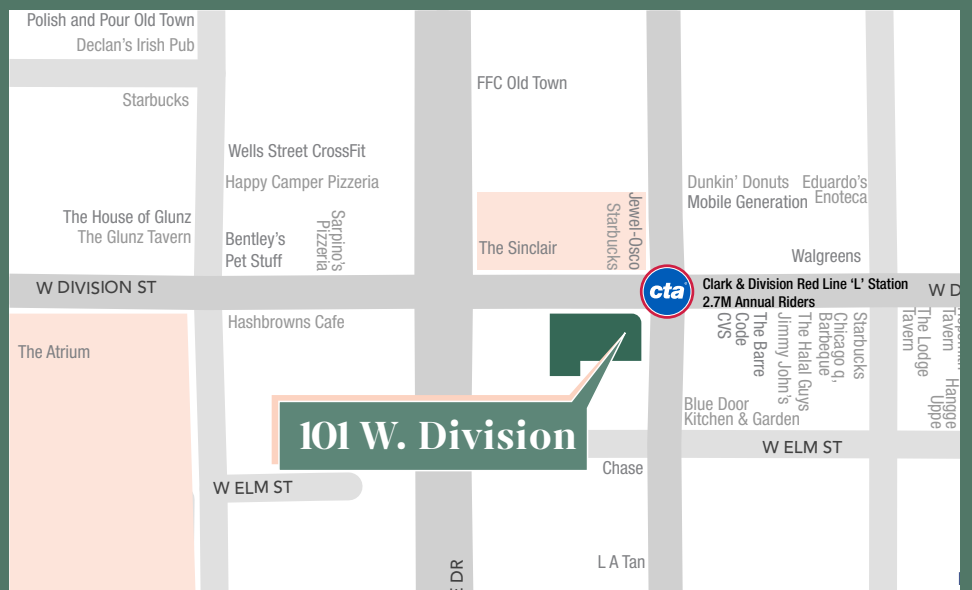 Polish and Pour Old Town
Declan's Irish Pub
Starbucks
FFC Old Town
Wells Street CrossFit
Happy Camper Pizzeria
The House of Glunz
The Glunz Tavern
Bentley's
Pet Stuff
Sarpino's
Pizzeria
The Sinclair
Starbucks
Jewel-Osco
Dunkin' Donuts
Mobile Generation
Eduardo's
Enoteca
Walgreens
W DIVISION ST
cta
Clark & Division Red Line 'L' Station
2.7M Annual Riders
W D
The Atrium
Hashbrowns Cafe
CVS
Code
The Barre
Jimmy John's
The Halal Guys
Chicago q,
Barbeque
Starbucks
The Lodge
Tavern
Tavern
Hangge
Uppe
101 W. Division
Blue Door
Kitchen & Garden
W ELM ST
Chase
W ELM ST
L A Tan
DR